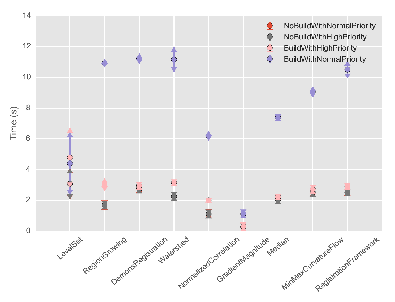 14
12
10
8
6
4
2
0
Time (s)
NoBuildWithNormalPriority
NoBuildWithHighPriority
BuildWithHighPriority
BuildWithNormalPriority
LevelSet
RegionGrowing
DemonsRegistration
Watershed
NormalizedCorrelation
GradientMagnitude
Median
MinMaxCurvatureFlow
RegistrationFramework